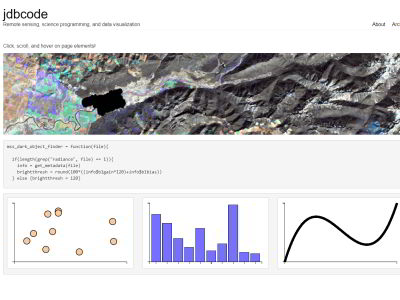 jdbcode
Remote sensing, science programming, and data visualization
About Arc
Click, scroll, and hover on page elements!
mss_dark_object_finder = function(file){
if(length(grep("radiance", file) == 1)){
info = get_metadata(file)
brightthresh = round(100*((info$b1gain*120)+info$b1bias))
} else {brightthresh = 120}